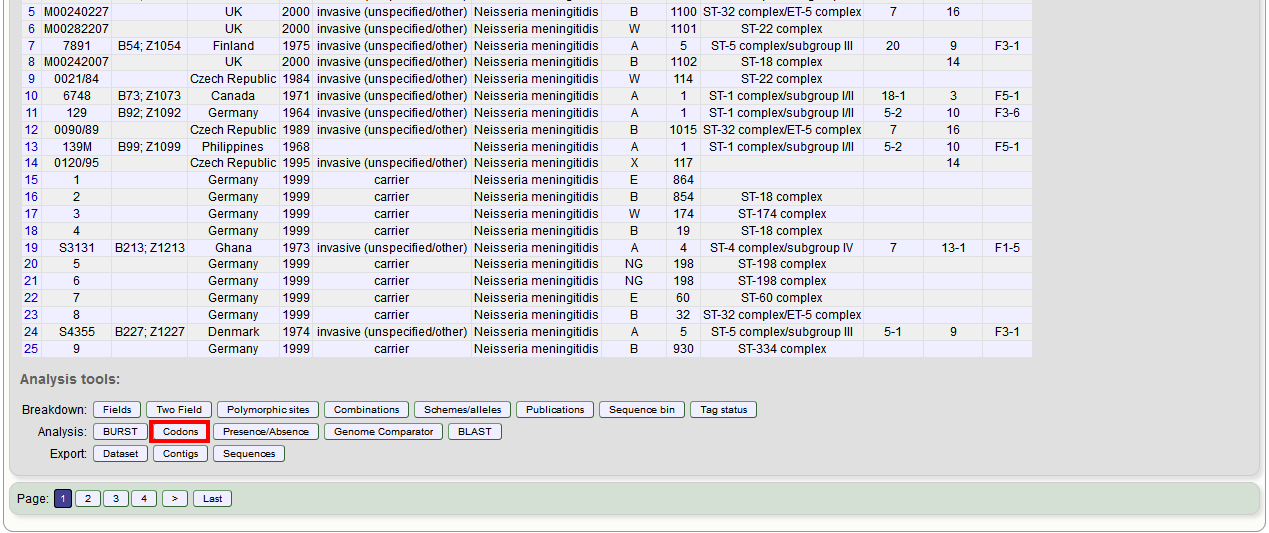 5 M00240227 UK 2000 invasive (unspecified/other) Neisseria meningitidis B 1100 ST-32 complex/ET-5 complex 7 16
6 M00282207 UK 2000 invasive (unspecified/other) Neisseria meningitidis W 1101 ST-22 complex
7 7891 B54; Z1054 Finland 1975 invasive (unspecified/other) Neisseria meningitidis A 5 ST-5 complex/subgroup III 20 9 F3-1
8 M00242007 UK 2000 invasive (unspecified/other) Neisseria meningitidis B 1102 ST-18 complex 14
9 0021/84 Czech Republic 1984 invasive (unspecified/other) Neisseria meningitidis W 114 ST-22 complex
10 6748 B73; Z1073 Canada 1971 invasive (unspecified/other) Neisseria meningitidis A 1 ST-1 complex/subgroup I/II 18-1 3 F5-1
11 129 B92; Z1092 Germany 1964 invasive (unspecified/other) Neisseria meningitidis A 1 ST-1 complex/subgroup I/II 5-2 10 F3-6
12 0090/89 Czech Republic 1989 invasive (unspecified/other) Neisseria meningitidis B 1015 ST-32 complex/ET-5 complex 7 16
13 139M B99; Z1099 Philippines 1968 Neisseria meningitidis A 1 ST-1 complex/subgroup I/II 5-2 10 F5-1
14 0120/95 Czech Republic 1995 invasive (unspecified/other) Neisseria meningitidis X 117 14
15 1 Germany 1999 carrier Neisseria meningitidis E 864
16 2 Germany 1999 carrier Neisseria meningitidis B 854 ST-18 complex
17 3 Germany 1999 carrier Neisseria meningitidis W 174 ST-174 complex
18 4 Germany 1999 carrier Neisseria meningitidis B 19 ST-18 complex
19 S3131 B213; Z1213 Ghana 1973 invasive (unspecified/other) Neisseria meningitidis A 4 ST-4 complex/subgroup IV 7 13-1 F1-5
20 5 Germany 1999 carrier Neisseria meningitidis NG 198 ST-198 complex
21 6 Germany 1999 carrier Neisseria meningitidis NG 198 ST-198 complex
22 7 Germany 1999 carrier Neisseria meningitidis E 60 ST-60 complex
23 8 Germany 1999 carrier Neisseria meningitidis B 32 ST-32 complex/ET-5 complex
24 S4355 B227; Z1227 Denmark 1974 invasive (unspecified/other) Neisseria meningitidis A 5 ST-5 complex/subgroup III 5-1 9 F3-1
25 9 Germany 1999 carrier Neisseria meningitidis B 930 ST-334 complex
Analysis tools:
Breakdown: Fields Two Field Polymorphic sites Combinations Schemes/alleles Publications Sequence bin Tag status
Analysis: BURST Codons Presence/Absence Genome Comparator BLAST
Export: Dataset Contigs Sequences
Page: 1 2 3 4 > Last